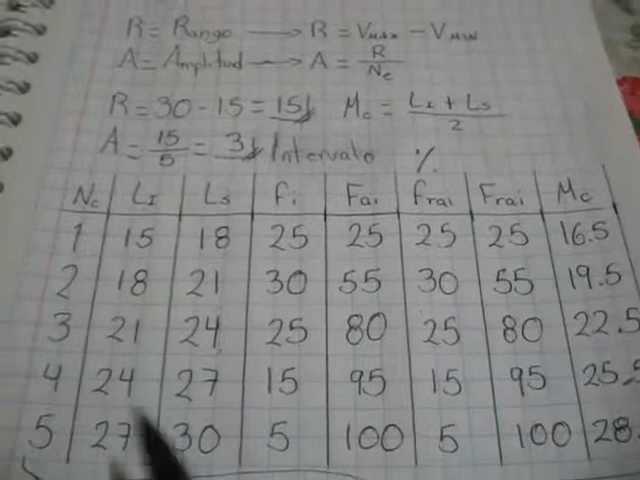 R = Rango → R = VMAX - VMIN
A = Amplitud → A = R/Nc
R = 30 - 15 = 15 Mc = LI + LS / 2
A = 15/5 = 3 Intervalo %
Nc LI LS fi Fai frai Frai Mc
1 15 18 25 25 25 25 16.5
2 18 21 30 55 30 55 19.5
3 21 24 25 80 25 80 22.5
4 24 27 15 95 15 95 25.5
5 27 30 5 100 5 100 28.